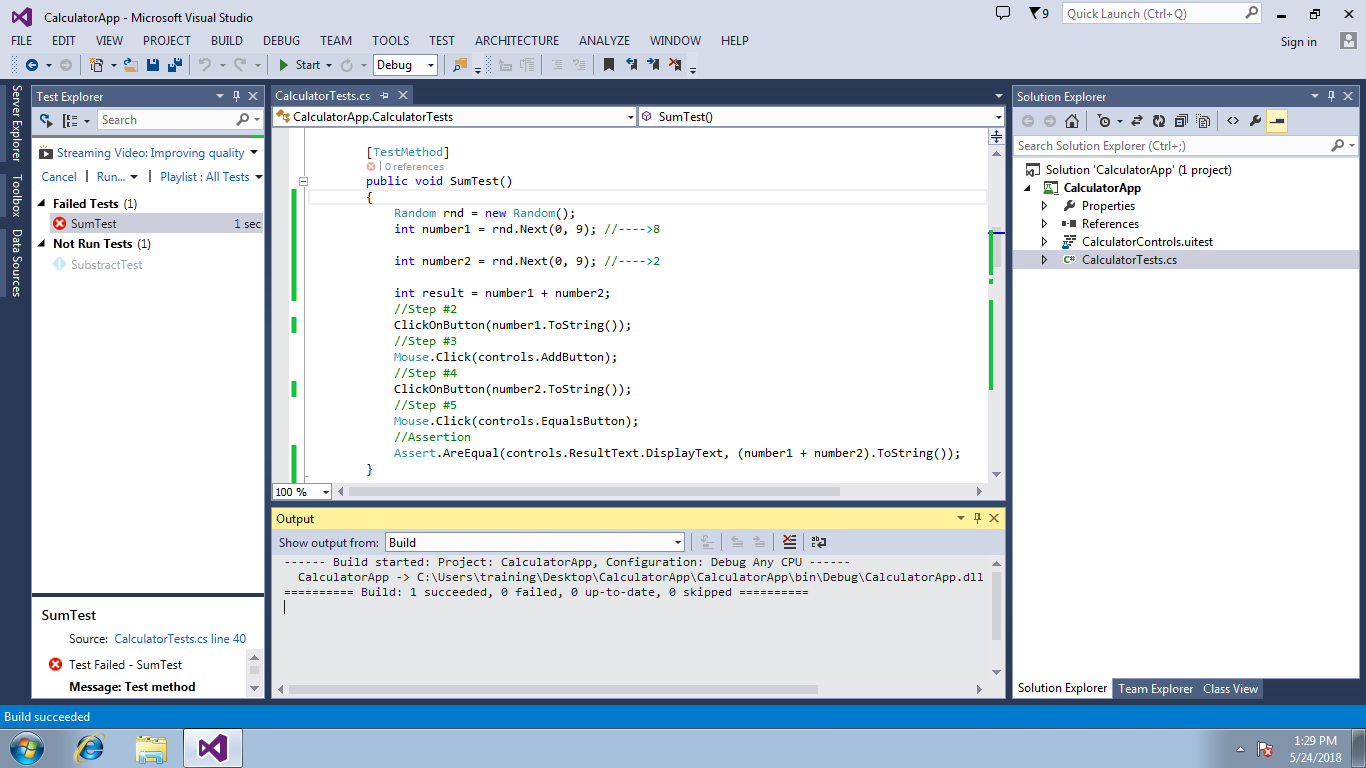 CalculatorApp - Microsoft Visual Studio
9
Quick Launch (Ctrl+Q)
FILE EDIT VIEW PROJECT BUILD DEBUG TEAM TOOLS TEST ARCHITECTURE ANALYZE WINDOW HELP
Sign in
Start
Debug
Server Explorer
Toolbox
Data Sources
Test Explorer
Search
Streaming Video: Improving quality
Cancel | Run... | Playlist : All Tests
Failed Tests (1)
SumTest 1 sec
Not Run Tests (1)
SubstractTest
SumTest
Source: CalculatorTests.cs line 40
Test Failed - SumTest
Message: Test method
CalculatorTests.cs
CalculatorApp.CalculatorTests
SumTest()
[TestMethod]
| 0 references
public void SumTest()
{
Random rnd = new Random();
int number1 = rnd.Next(0, 9); //---->8
int number2 = rnd.Next(0, 9); //---->2
int result = number1 + number2;
//Step #2
ClickOnButton(number1.ToString());
//Step #3
Mouse.Click(controls.AddButton);
//Step #4
ClickOnButton(number2.ToString());
//Step #5
Mouse.Click(controls.EqualsButton);
//Assertion
Assert.AreEqual(controls.ResultText.DisplayText, (number1 + number2).ToString());
}
100 %
Output
Show output from: Build
------ Build started: Project: CalculatorApp, Configuration: Debug Any CPU ------
CalculatorApp -> C:\Users\training\Desktop\CalculatorApp\CalculatorApp\bin\Debug\CalculatorApp.dll
========== Build: 1 succeeded, 0 failed, 0 up-to-date, 0 skipped ==========
Solution Explorer
Search Solution Explorer (Ctrl+;)
Solution 'CalculatorApp' (1 project)
CalculatorApp
Properties
References
CalculatorControls.uitest
C# CalculatorTests.cs
Solution Explorer Team Explorer Class View
Build succeeded
1:29 PM
5/24/2018